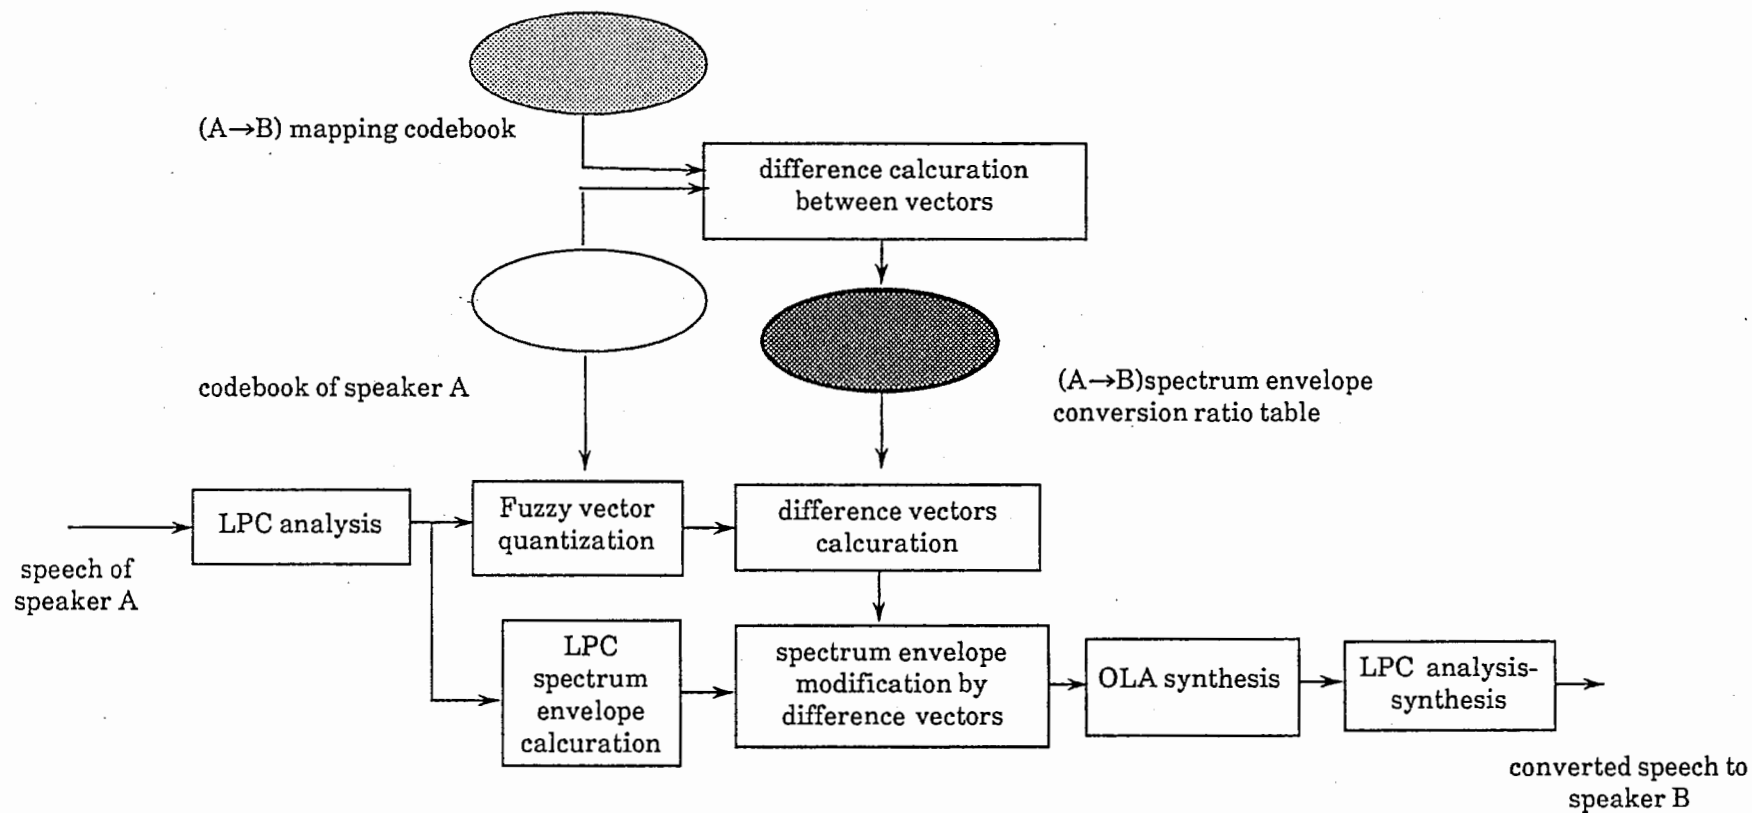 (A→B) mapping codebook
difference calcuration
between vectors
codebook of speaker A
(A→B)spectrum envelope
conversion ratio table
LPC analysis
Fuzzy vector
quantization
difference vectors
calcuration
speech of
speaker A
LPC
spectrum
envelope
calcuration
spectrum envelope
modification by
difference vectors
OLA synthesis
LPC analysis-
synthesis
converted speech to
speaker B